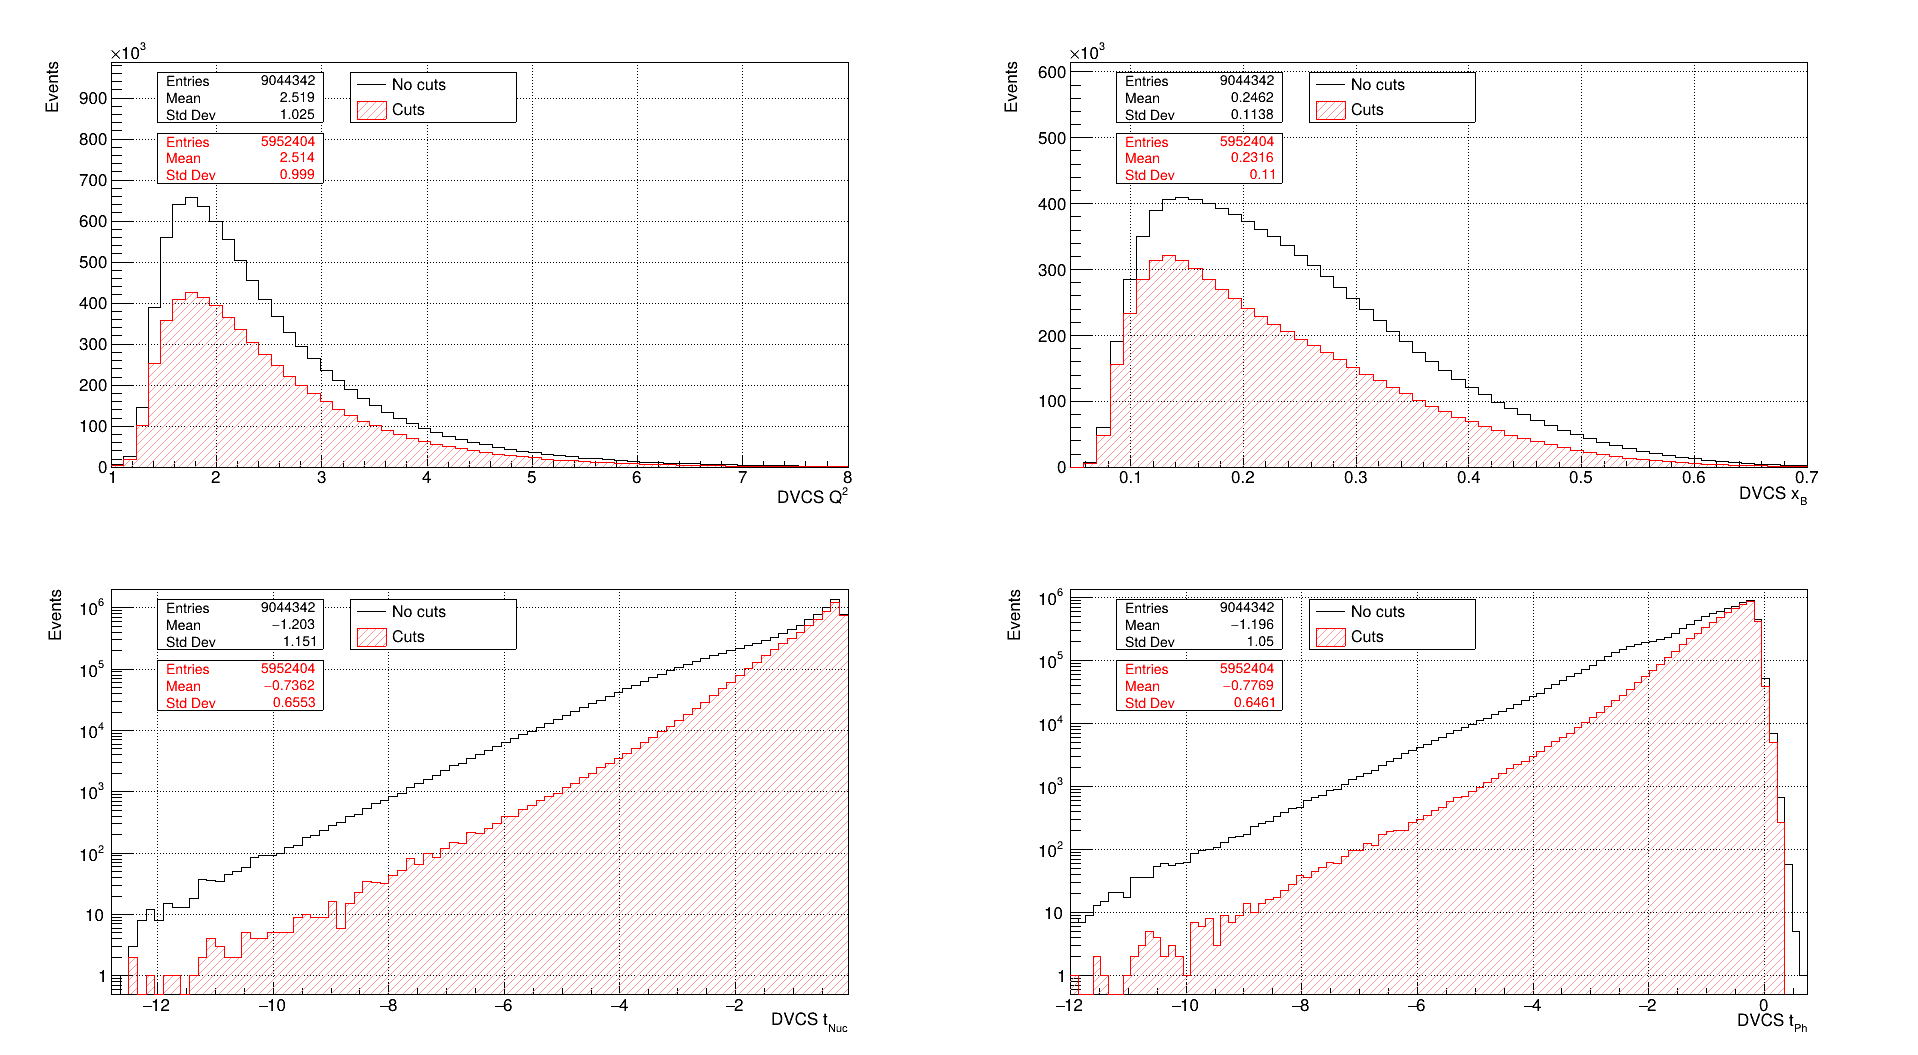 ×10³
Events
Entries 9044342
Mean 2.519
Std Dev 1.025
Entries 5952404
Mean 2.514
Std Dev 0.999
No cuts
Cuts
900
800
700
600
500
400
300
200
100
0
1 2 3 4 5 6 7 8
DVCS Q²
×10³
Events
Entries 9044342
Mean 0.2462
Std Dev 0.1138
Entries 5952404
Mean 0.2316
Std Dev 0.11
No cuts
Cuts
600
500
400
300
200
100
0
0.1 0.2 0.3 0.4 0.5 0.6 0.7
DVCS x_B
Events
Entries 9044342
Mean −1.203
Std Dev 1.151
Entries 5952404
Mean −0.7362
Std Dev 0.6553
No cuts
Cuts
10⁶
10⁵
10⁴
10³
10²
10
1
−12 −10 −8 −6 −4 −2
DVCS t_Nuc
Events
Entries 9044342
Mean −1.196
Std Dev 1.05
Entries 5952404
Mean −0.7769
Std Dev 0.6461
No cuts
Cuts
10⁶
10⁵
10⁴
10³
10²
10
1
−12 −10 −8 −6 −4 −2 0
DVCS t_Ph